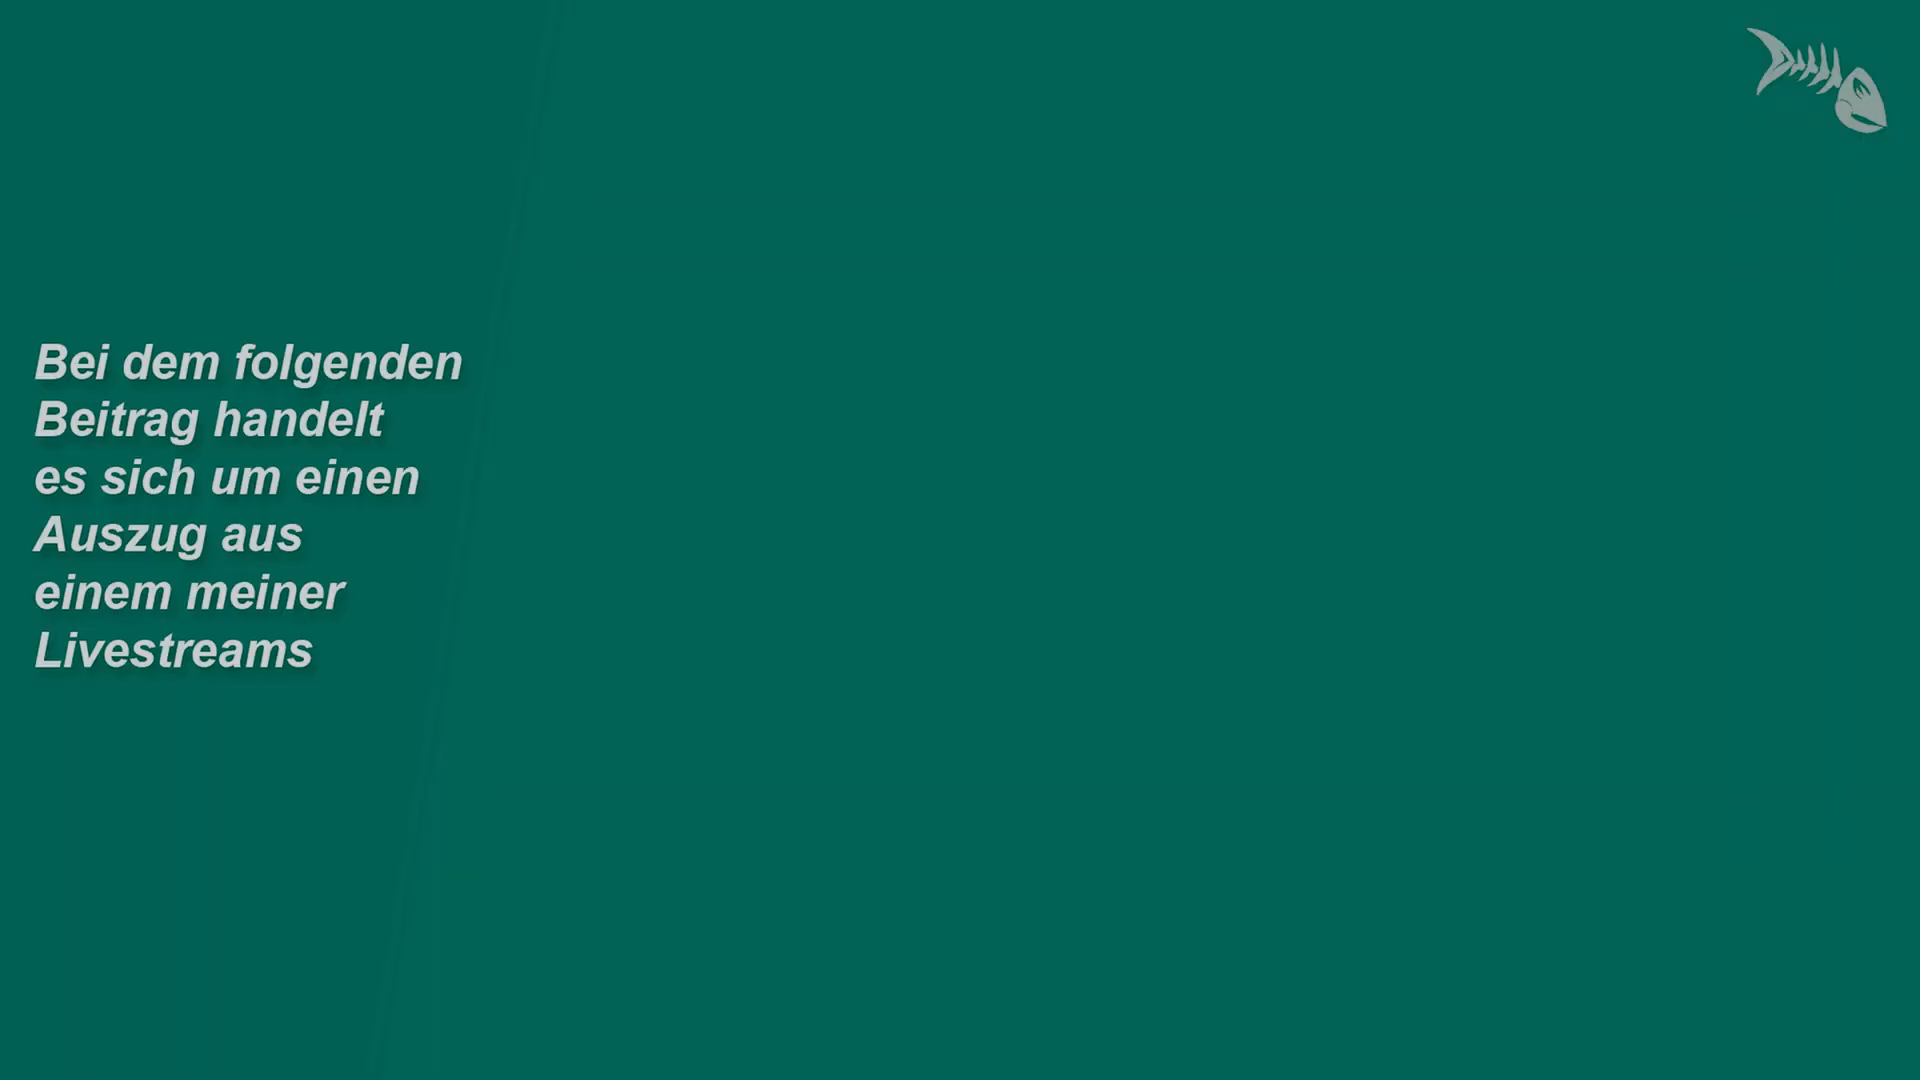 Bei dem folgenden
Beitrag handelt
es sich um einen
Auszug aus
einem meiner
Livestreams